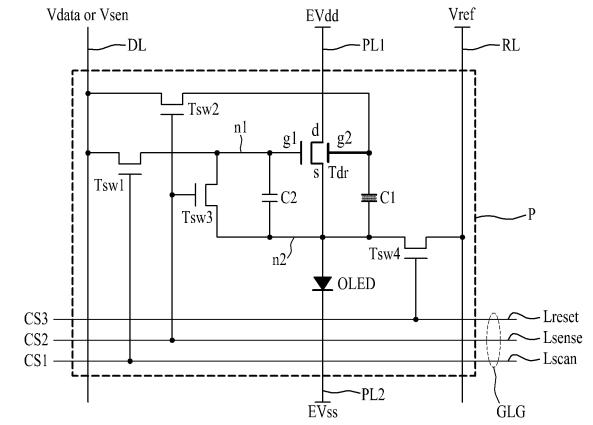 Vdata or Vsen
EVdd
Vref
DL
PL1
RL
Tsw2
n1
g1
d
g2
s
Tdr
Tsw1
Tsw3
C2
C1
P
n2
Tsw4
OLED
CS3
Lreset
CS2
Lsense
CS1
Lscan
PL2
EVss
GLG